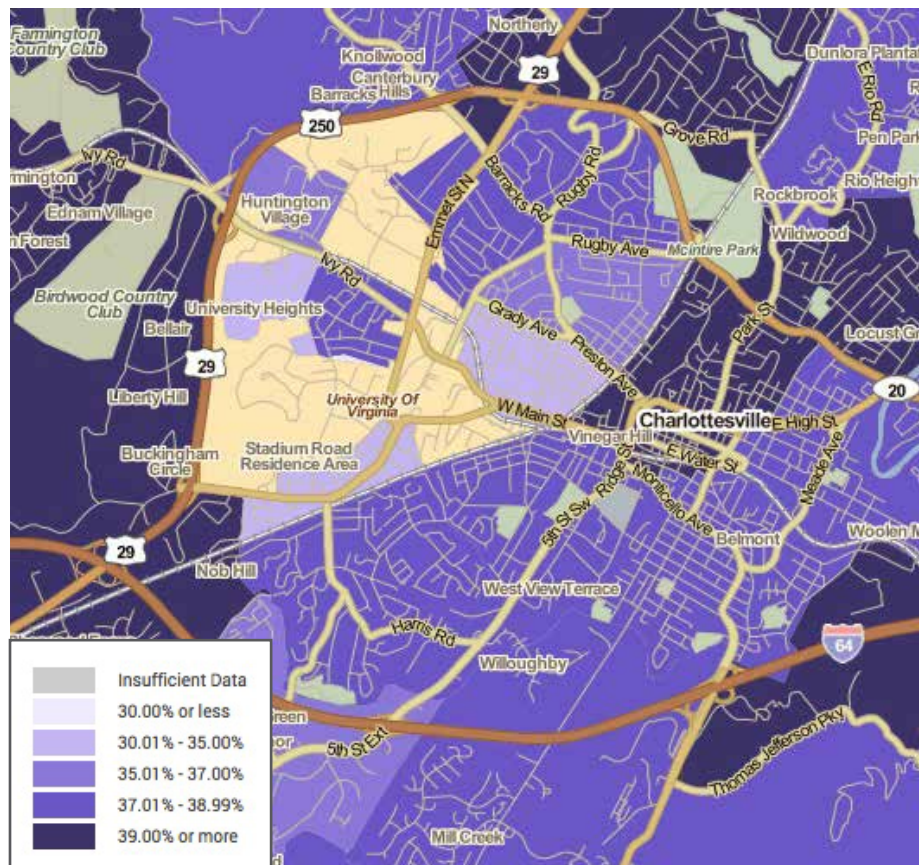 Farmington
Country Club
Northerly
Knollwood
Canterbury
Hills
Barracks
29
Dunlora Plantat
E Rio Rd
R
250
Ivy Rd
Grove Rd
Pen Park
rmington
Ednam Village
Huntington
Village
Emmet St N
Barracks Rd
Rugby Rd
Rockbrook
Rio Height
n Forest
Rugby Ave
McIntire Park
Wildwood
Birdwood Country
Club
University Heights
Ivy Rd
Bellair
Grady Ave
Preston Ave
Park St
Locust Gr
29
Liberty Hill
University Of
Virginia
W Main St
Charlottesville
E High St
20
Vinegar Hill
Stadium Road
Residence Area
Buckingham
Circle
E Water St
Ridge S
Monticello Ave
Meade Ave
29
5th St Sw
Belmont
Woolen M
Nob Hill
West View Terrace
Harris Rd
Willoughby
64
Green
or
5th St Ext
Thomas Jefferson Pky
Mill Creek
d
Insufficient Data
30.00% or less
30.01% - 35.00%
35.01% - 37.00%
37.01% - 38.99%
39.00% or more